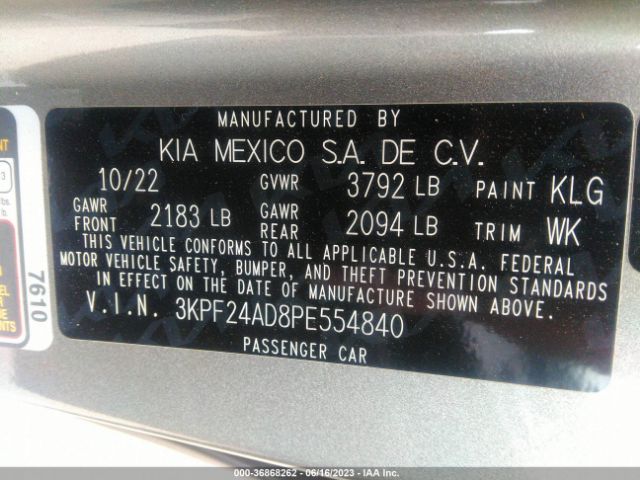 MANUFACTURED BY
KIA MEXICO S.A. DE C.V.
10/22 GVWR 3792 LB PAINT KLG
GAWR FRONT 2183 LB GAWR REAR 2094 LB TRIM WK
THIS VEHICLE CONFORMS TO ALL APPLICABLE U.S.A. FEDERAL
MOTOR VEHICLE SAFETY, BUMPER, AND THEFT PREVENTION STANDARDS
IN EFFECT ON THE DATE OF MANUFACTURE SHOWN ABOVE.
V.I.N. 3KPF24AD8PE554840
PASSENGER CAR
7610
000-36868262 - 06/16/2023 - IAA Inc.